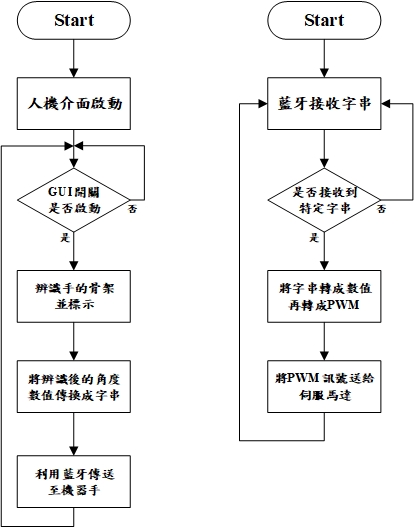 Start
人機介面啟動
GUI開關
是否啟動
否
是
辨識手的骨架
並標示
將辨識後的角度
數值傳換成字串
利用藍牙傳送
至機器手
Start
藍牙接收字串
是否接收到
特定字串
否
是
將字串轉成數值
再轉成PWM
將PWM 訊號送給
伺服馬達